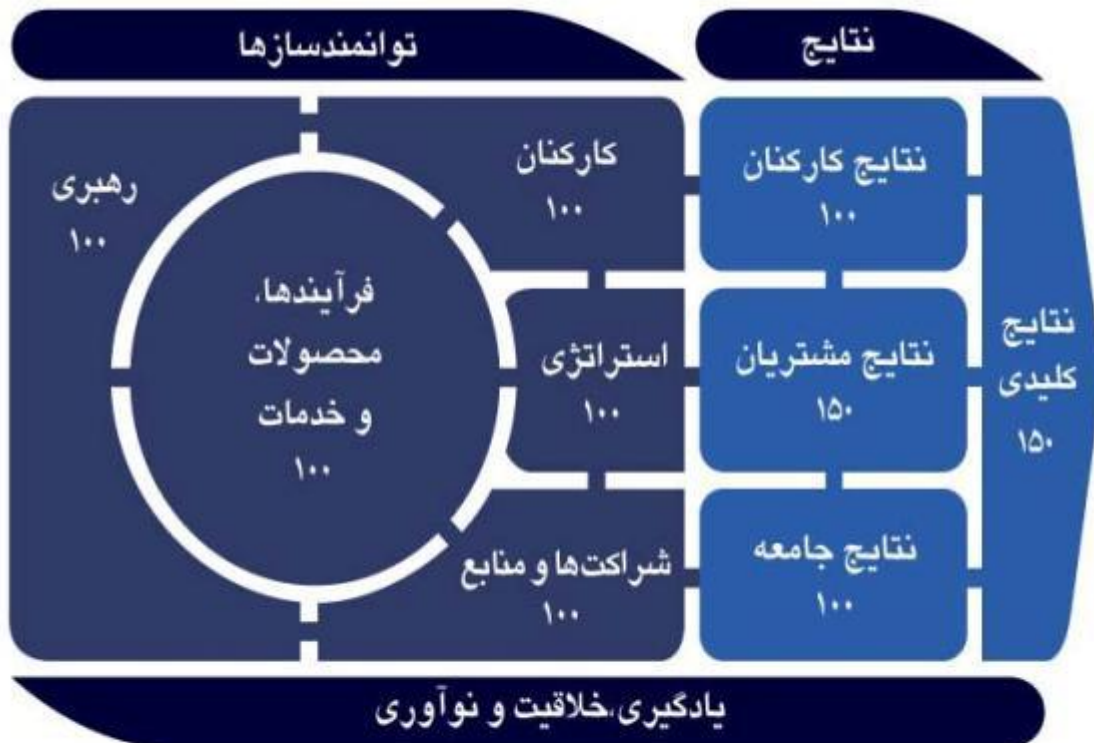 توانمندسازها
نتایج
رهبری
۱۰۰
فرآیندها،
محصولات
و خدمات
۱۰۰
کارکنان
۱۰۰
استراتژی
۱۰۰
شراکت‌ها و منابع
۱۰۰
نتایج کارکنان
۱۰۰
نتایج مشتریان
۱۵۰
نتایج جامعه
۱۰۰
نتایج
کلیدی
۱۵۰
یادگیری،خلاقیت و نوآوری